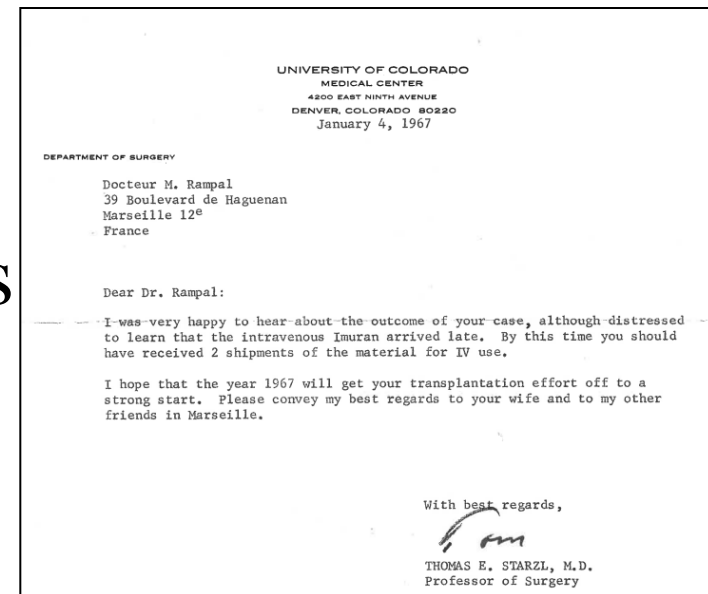 UNIVERSITY OF COLORADO
MEDICAL CENTER
4200 EAST NINTH AVENUE
DENVER, COLORADO 80220
January 4, 1967
DEPARTMENT OF SURGERY
Docteur M. Rampal
39 Boulevard de Haguenan
Marseille 12e
France
S
Dear Dr. Rampal:
I was very happy to hear about the outcome of your case, although distressed
to learn that the intravenous Imuran arrived late. By this time you should
have received 2 shipments of the material for IV use.
I hope that the year 1967 will get your transplantation effort off to a
strong start. Please convey my best regards to your wife and to my other
friends in Marseille.
With best regards,
Tom
THOMAS E. STARZL, M.D.
Professor of Surgery